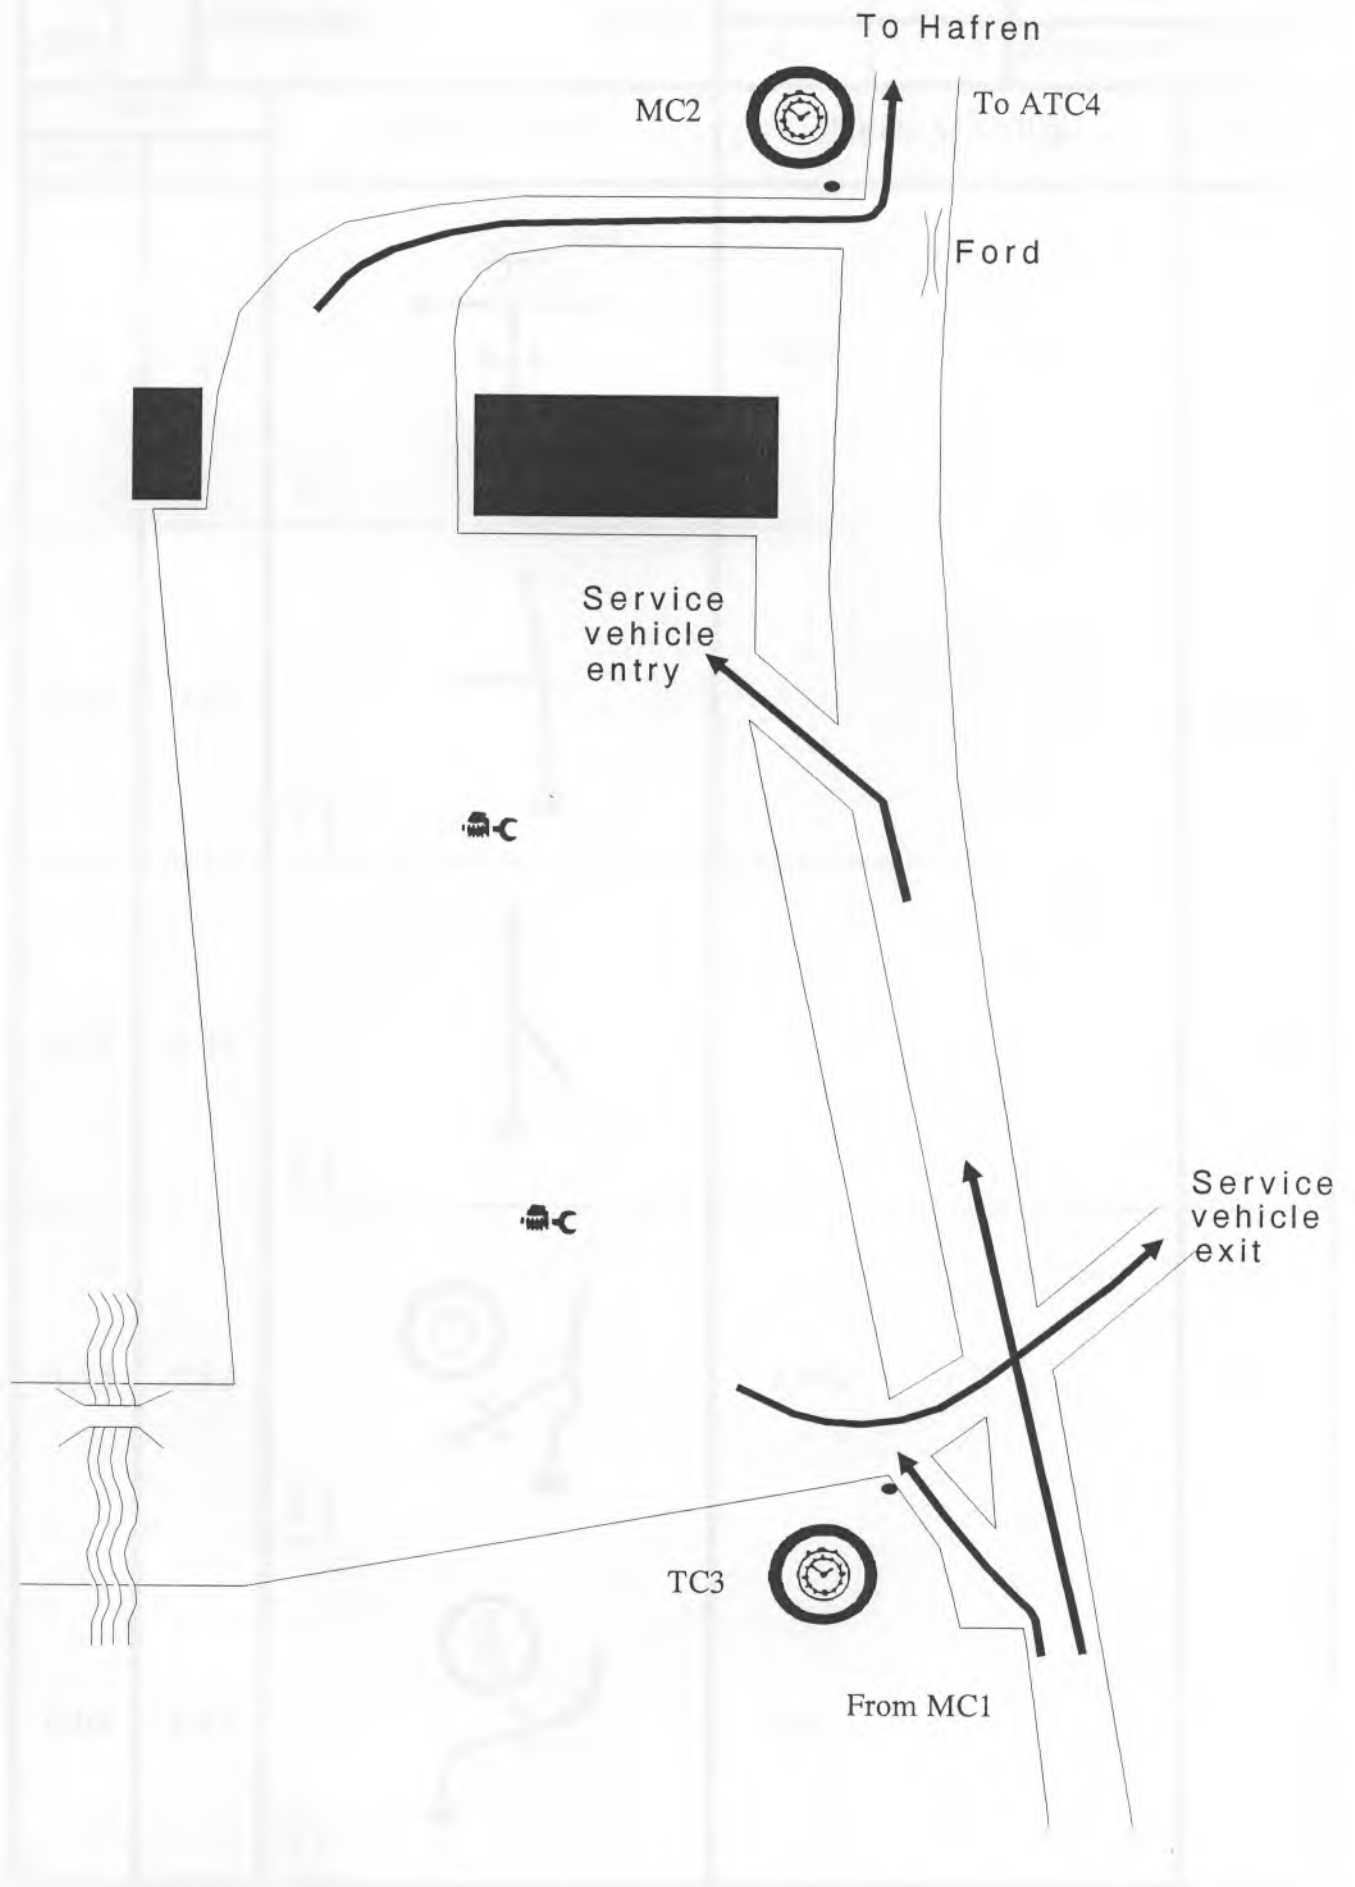 To Hafren
MC2
To ATC4
Ford
Service
vehicle
entry
Service
vehicle
exit
TC3
From MC1